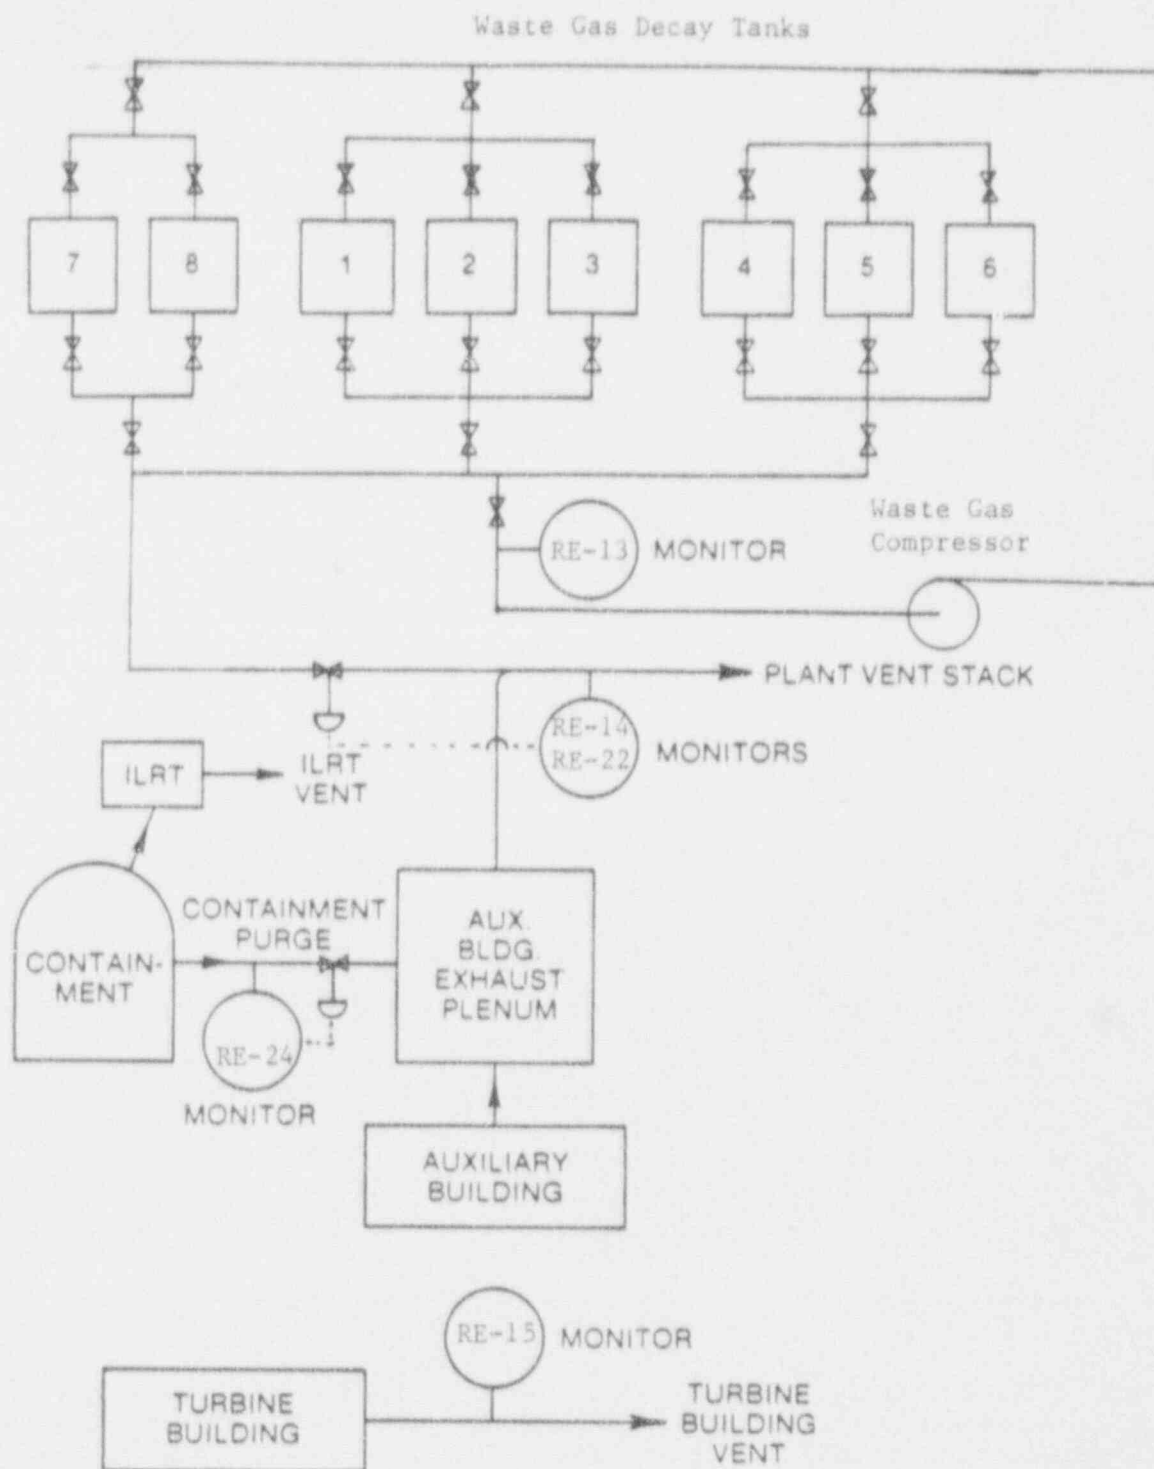 Waste Gas Decay Tanks
7
8
1
2
3
4
5
6
Waste Gas
Compressor
RE-13
MONITOR
PLANT VENT STACK
RE-14
RE-22
MONITORS
ILRT
ILRT
VENT
CONTAINMENT
PURGE
CONTAIN-
MENT
AUX.
BLDG.
EXHAUST
PLENUM
RE-24
MONITOR
AUXILIARY
BUILDING
RE-15
MONITOR
TURBINE
BUILDING
TURBINE
BUILDING
VENT